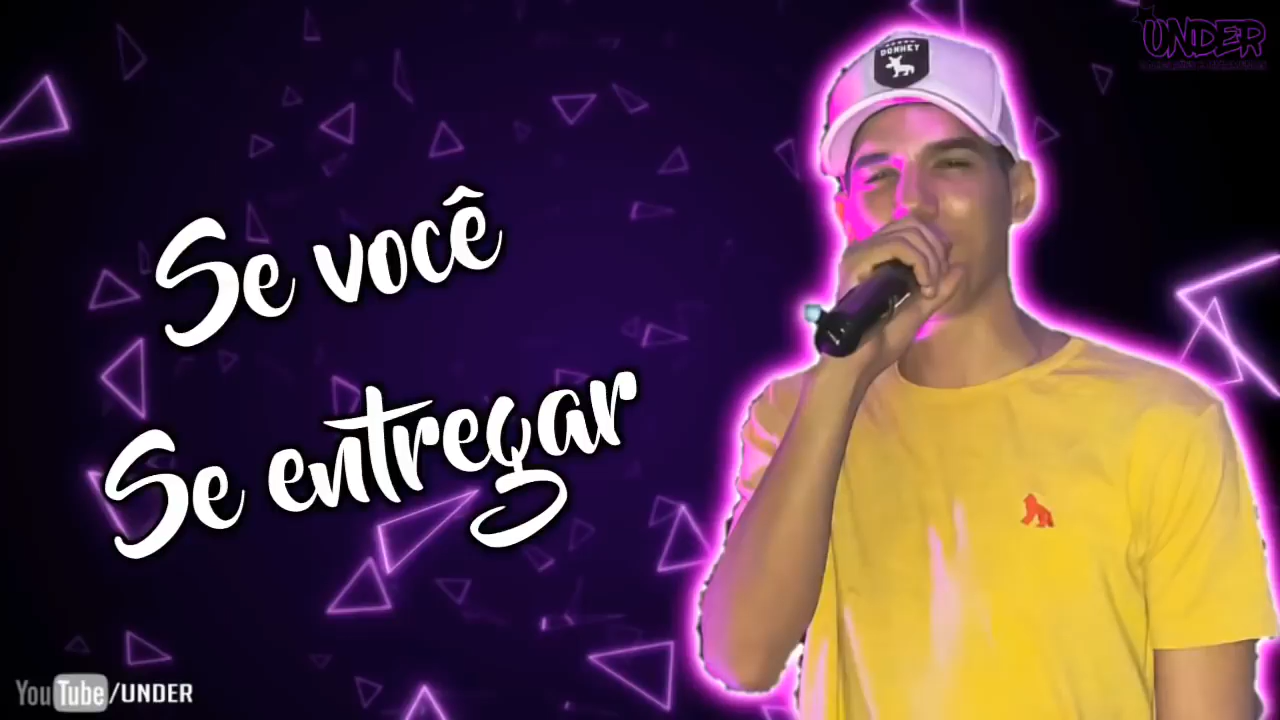 UNDER
DONKEY
Se você
Se entregar
YouTube/UNDER